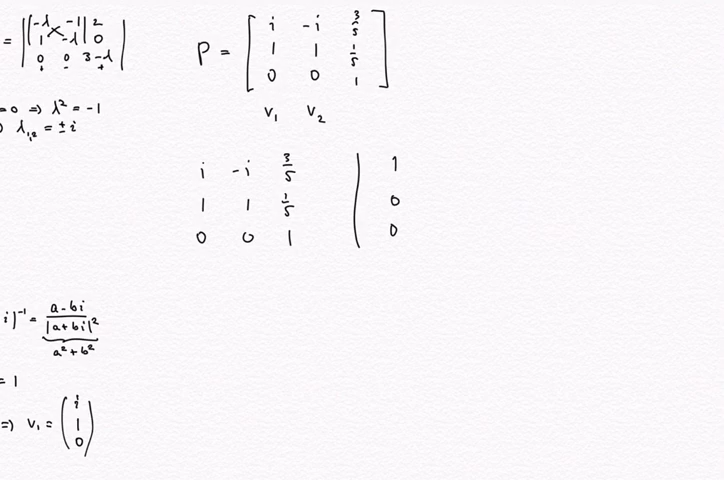 = | -λ -1 2
1 -λ 0
0 0 3-λ |
+ - +
=0 ⇒ λ² = -1
λ₁,₂ = ± i
i)⁻¹ = (a - bi) / |a + bi|²
a² + b²
= 1
⇒ v₁ = ( i
1
0 )
P = [ i -i 3/5
1 1 1/5
0 0 1 ]
v₁ v₂
i -i 3/5 | 1
1 1 1/5 | 0
0 0 1 | 0